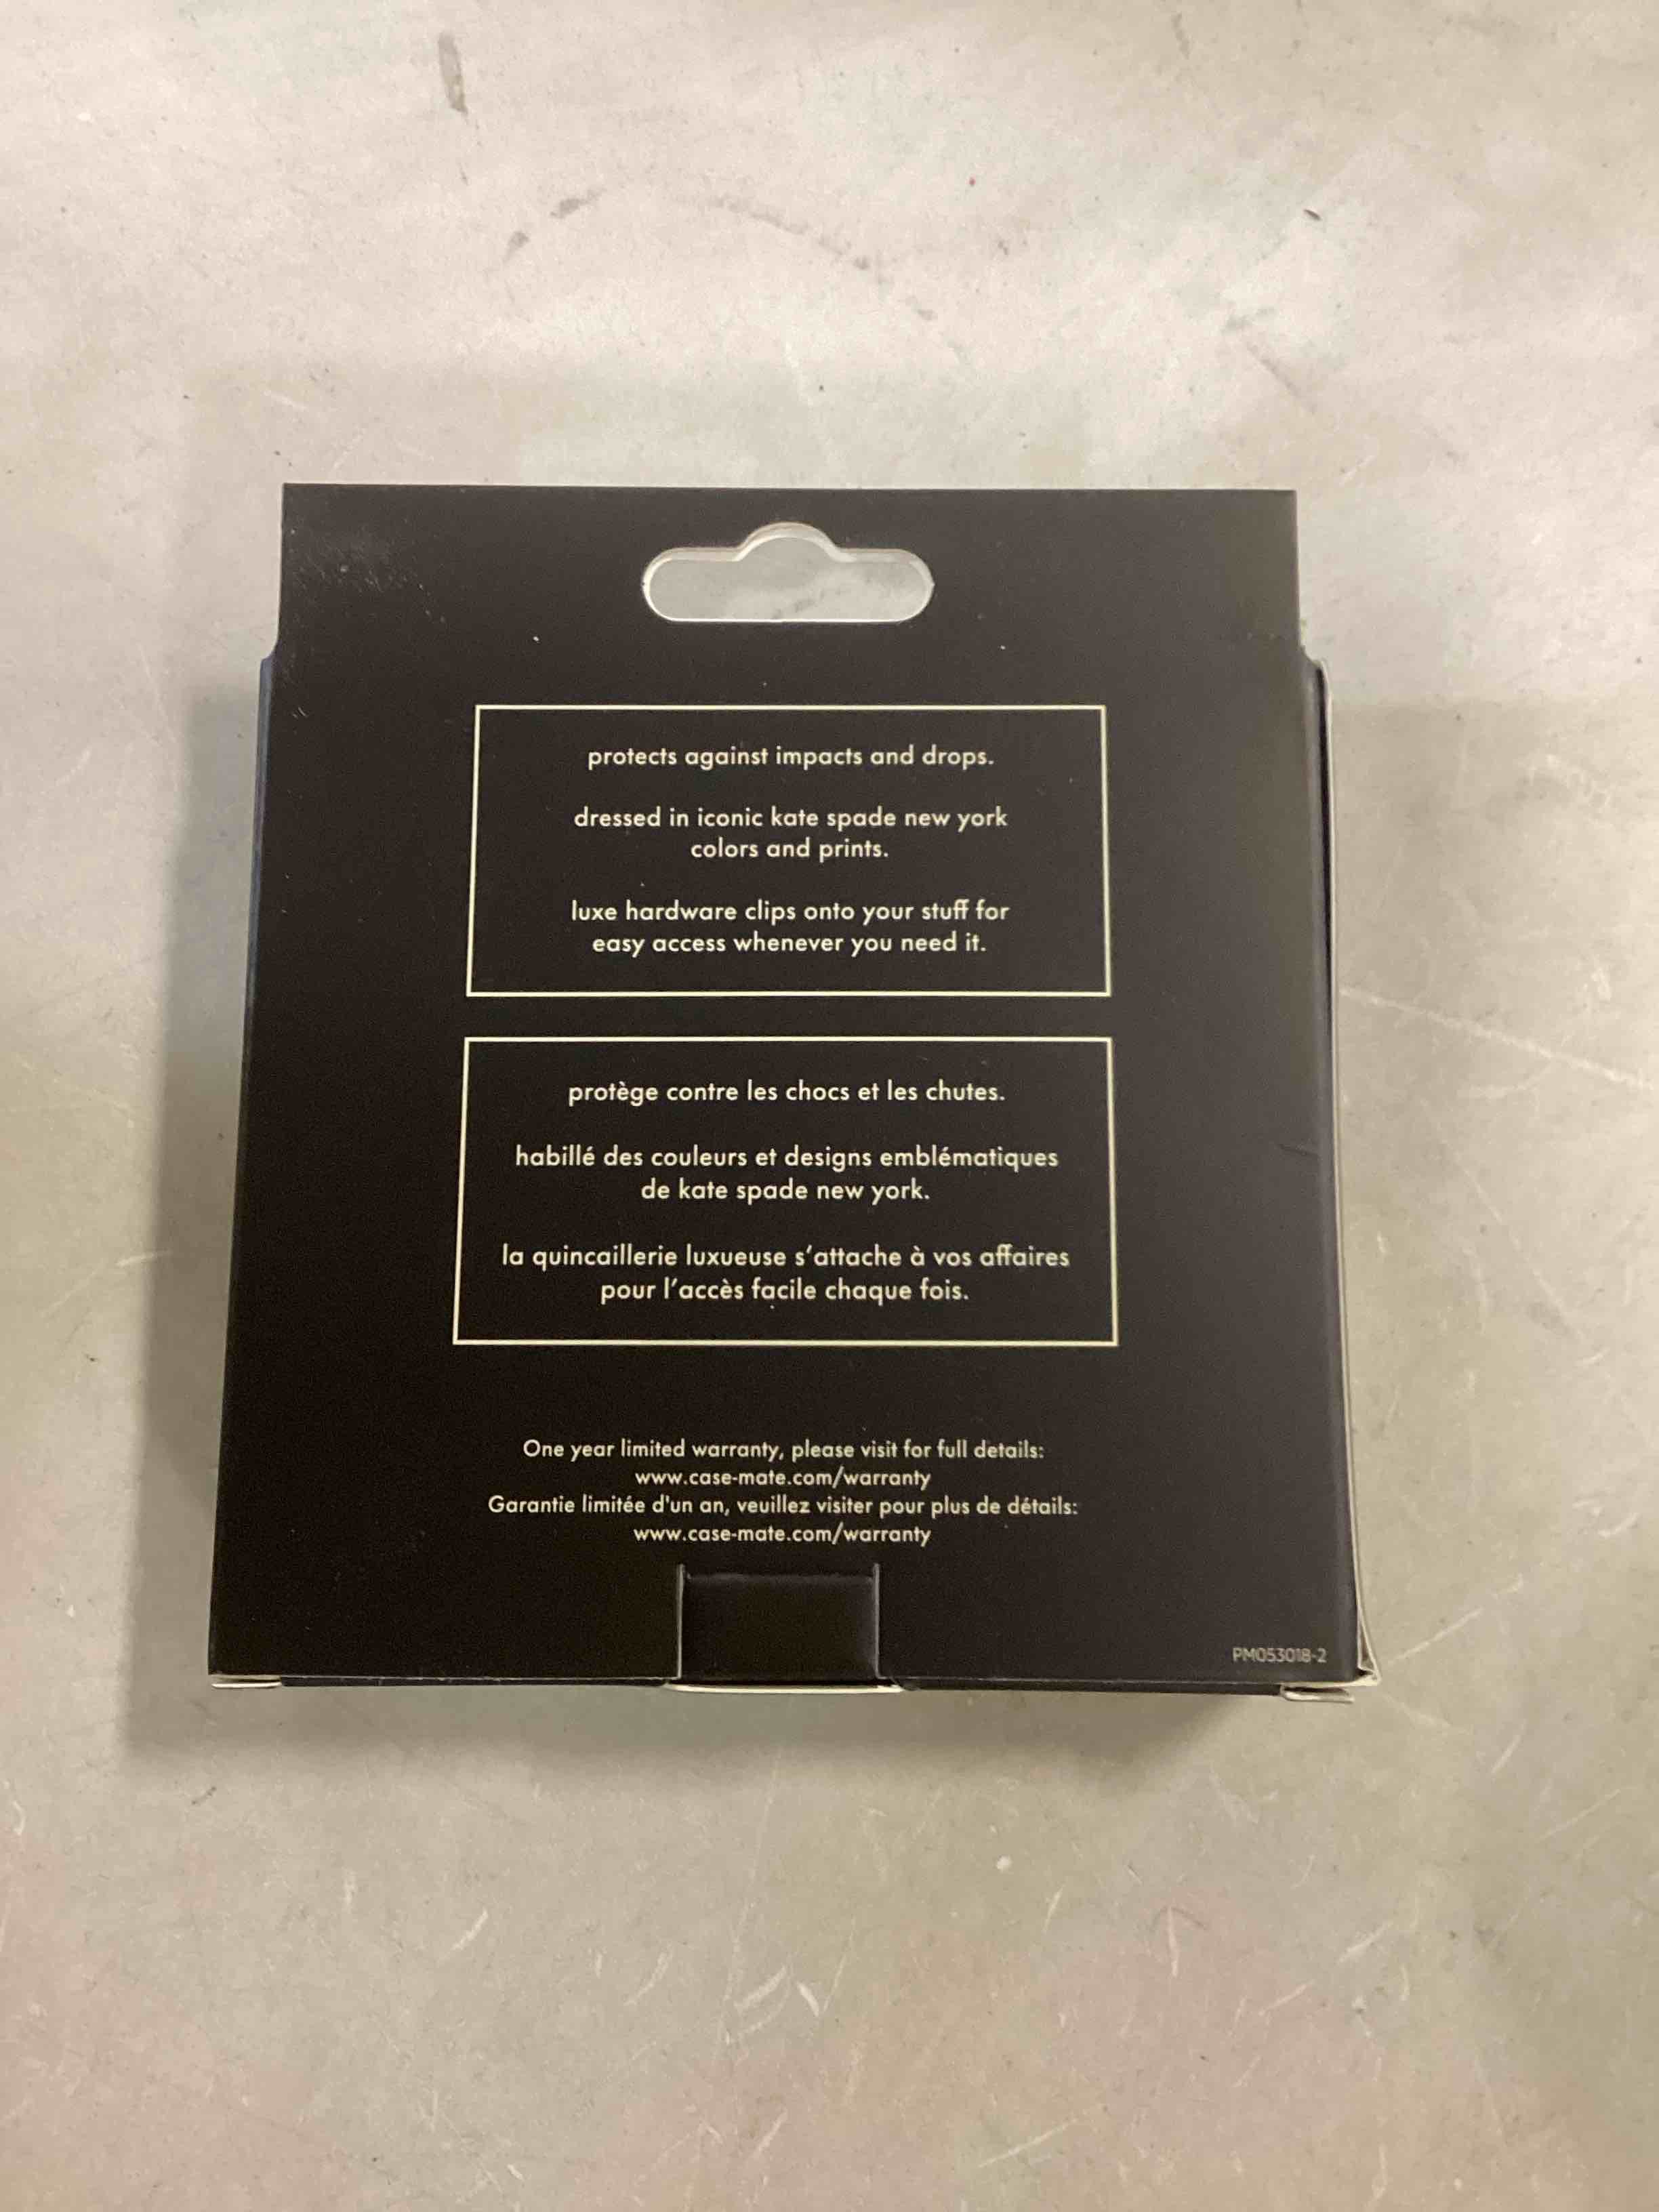 protects against impacts and drops.
dressed in iconic kate spade new york
colors and prints.
luxe hardware clips onto your stuff for
easy access whenever you need it.
protège contre les chocs et les chutes.
habillé des couleurs et designs emblématiques
de kate spade new york.
la quincaillerie luxueuse s'attache à vos affaires
pour l'accès facile chaque fois.
One year limited warranty, please visit for full details:
www.case-mate.com/warranty
Garantie limitée d'un an, veuillez visiter pour plus de détails:
www.case-mate.com/warranty
PM053018-2